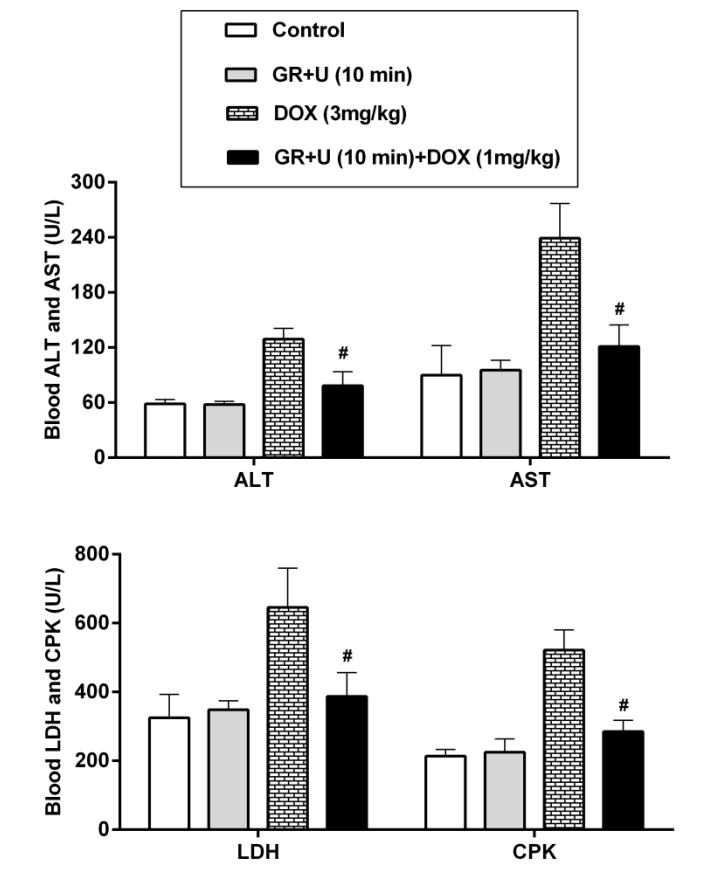 Control
GR+U (10 min)
DOX (3mg/kg)
GR+U (10 min)+DOX (1mg/kg)
Blood ALT and AST (U/L)
300
240
180
120
60
0
#
#
ALT AST
Blood LDH and CPK (U/L)
800
600
400
200
0
#
#
LDH CPK